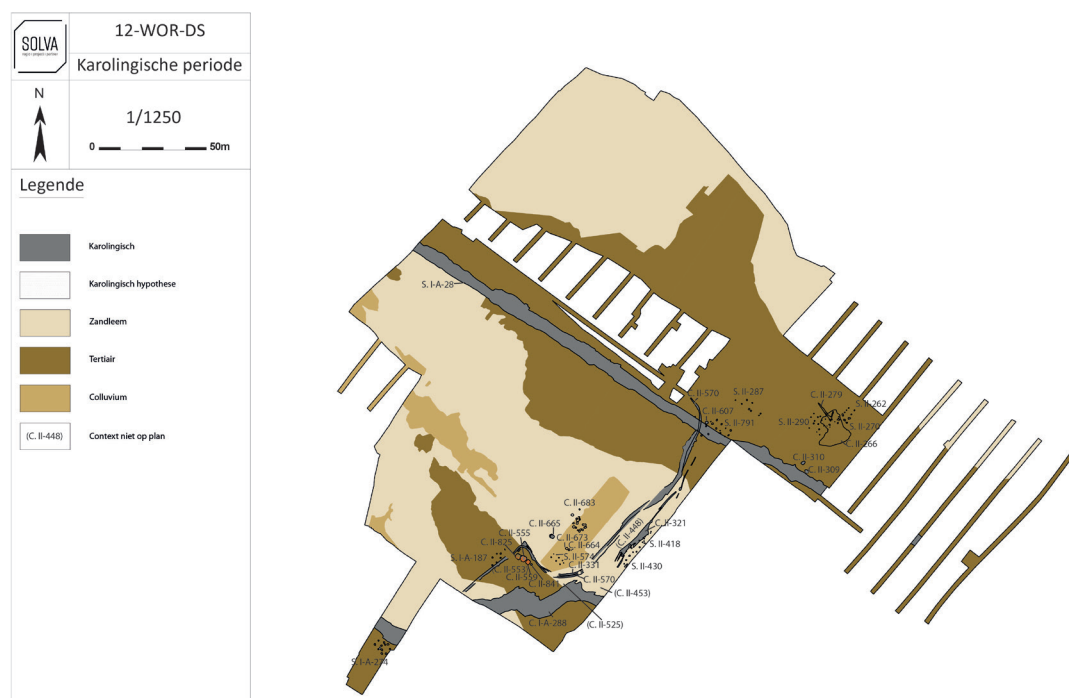 SOLVA
12-WOR-DS
Karolingische periode
N
1/1250
0 50m
Legende
Karolingisch
Karolingisch hypothese
Zandleem
Tertiair
Colluvium
(C. II-448) Context niet op plan
S. I-A-28
C. II-570
S. II-287
C. II-279
S. II-262
C. II-607
S. II-791
S. II-290
S. II-270
C. II-266
C. II-310
C. II-309
C. II-683
C. II-665
C. II-555
C. II-673
(C. II-448)
C. II-321
C. II-825
C. II-664
S. II-418
S. I-A-187
S. II-574
(C. II-553)
C. II-331
S. II-430
C. II-559
C. II-570
C. II-841
(C. II-453)
C. I-A-288
(C. II-525)
S. I-A-274